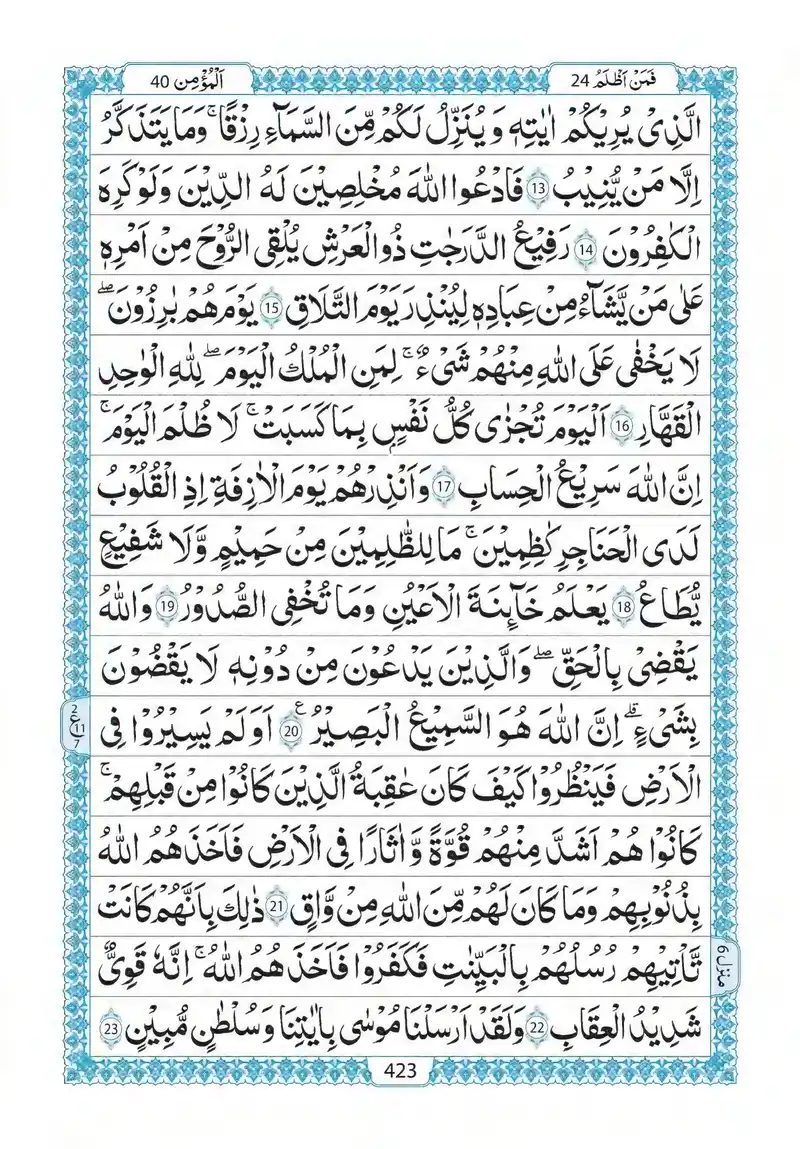 فَمَنْ اَظْلَمُ 24
اَلْمُؤْمِن 40
الَّذِیْ یُرِیْكُمْ اٰیٰتِهٖ وَ یُنَزِّلُ لَكُمْ مِّنَ السَّمَآءِ رِزْقًا ۚ وَمَا یَتَذَكَّرُ
اِلَّا مَنْ یُّنِیْبُ 13 فَادْعُوا اللّٰهَ مُخْلِصِیْنَ لَهُ الدِّیْنَ وَلَوْ كَرِهَ
الْكٰفِرُوْنَ 14 رَفِیْعُ الدَّرَجٰتِ ذُوالْعَرْشِ یُلْقِی الرُّوْحَ مِنْ اَمْرِهٖ
عَلٰی مَنْ یَّشَآءُ مِنْ عِبَادِهٖ لِیُنْذِرَ یَوْمَ التَّلَاقِ 15 یَوْمَ هُمْ بٰرِزُوْنَ ۖ
لَا یَخْفٰی عَلَی اللّٰهِ مِنْهُمْ شَیْءٌ ۚ لِمَنِ الْمُلْكُ الْیَوْمَ ۖ لِلّٰهِ الْوَاحِدِ
الْقَهَّارِ 16 اَلْیَوْمَ تُجْزٰی كُلُّ نَفْسٍۭ بِمَا كَسَبَتْ ۚ لَا ظُلْمَ الْیَوْمَ ۚ
اِنَّ اللّٰهَ سَرِیْعُ الْحِسَابِ 17 وَاَنْذِرْهُمْ یَوْمَ الْاٰزِفَةِ اِذِ الْقُلُوْبُ
لَدَی الْحَنَاجِرِ كٰظِمِیْنَ ۚ مَا لِلظّٰلِمِیْنَ مِنْ حَمِیْمٍ وَّلَا شَفِیْعٍ
یُّطَاعُ 18 یَعْلَمُ خَآئِنَةَ الْاَعْیُنِ وَمَا تُخْفِی الصُّدُوْرُ 19 وَاللّٰهُ
یَقْضِیْ بِالْحَقِّ ۖ وَالَّذِیْنَ یَدْعُوْنَ مِنْ دُوْنِهٖ لَا یَقْضُوْنَ
بِشَیْءٍ ۗ اِنَّ اللّٰهَ هُوَ السَّمِیْعُ الْبَصِیْرُ 20 ع اَوَلَمْ یَسِیْرُوْا فِی
2 ع 11 7
الْاَرْضِ فَیَنْظُرُوْا كَیْفَ كَانَ عَاقِبَةُ الَّذِیْنَ كَانُوْا مِنْ قَبْلِهِمْ ۚ
كَانُوْا هُمْ اَشَدَّ مِنْهُمْ قُوَّةً وَّ اٰثَارًا فِی الْاَرْضِ فَاَخَذَهُمُ اللّٰهُ
بِذُنُوْبِهِمْ وَمَا كَانَ لَهُمْ مِّنَ اللّٰهِ مِنْ وَّاقٍ 21 ذٰلِكَ بِاَنَّهُمْ كَانَتْ
تَّاْتِیْهِمْ رُسُلُهُمْ بِالْبَیِّنٰتِ فَكَفَرُوْا فَاَخَذَهُمُ اللّٰهُ ۚ اِنَّهٗ قَوِیٌّ
منزل 6
شَدِیْدُ الْعِقَابِ 22 وَلَقَدْ اَرْسَلْنَا مُوْسٰی بِاٰیٰتِنَا وَسُلْطٰنٍ مُّبِیْنٍ 23
423